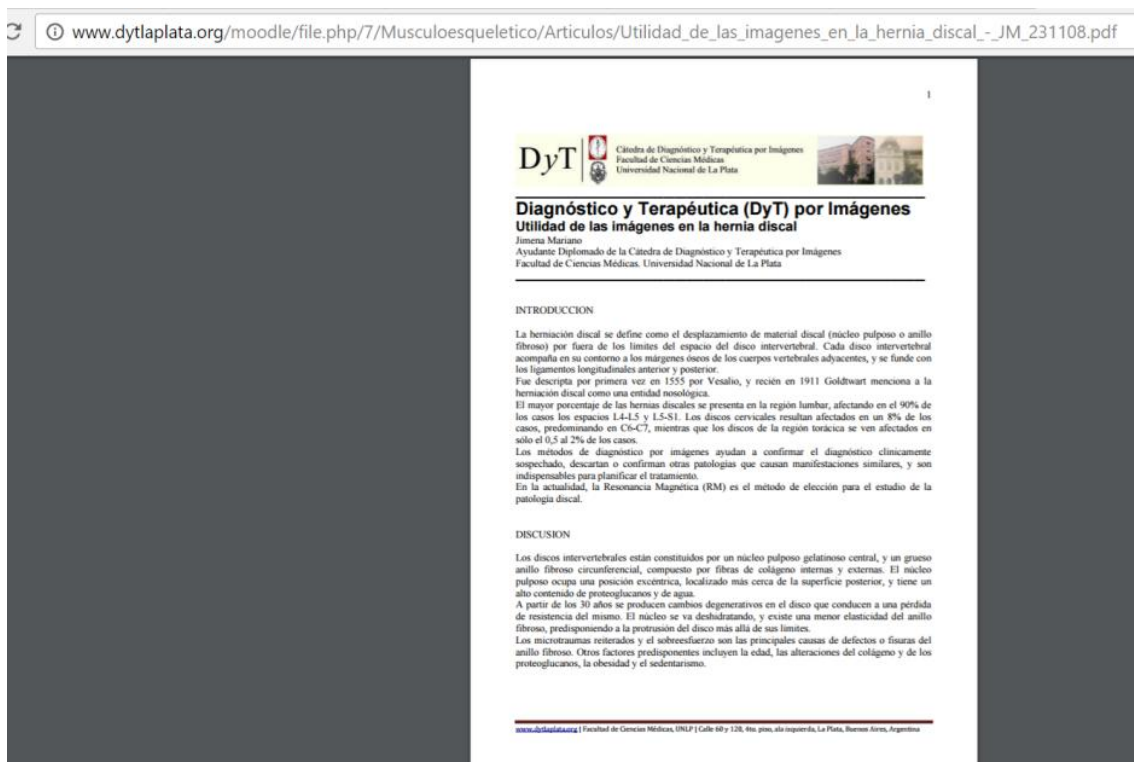 www.dytlaplata.org/moodle/file.php/7/Musculoesqueletico/Articulos/Utilidad_de_las_imagenes_en_la_hernia_discal_-_JM_231108.pdf
1
DyT
Cátedra de Diagnóstico y Terapéutica por Imágenes
Facultad de Ciencias Médicas
Universidad Nacional de La Plata
Diagnóstico y Terapéutica (DyT) por Imágenes
Utilidad de las imágenes en la hernia discal
Jimena Mariano
Ayudante Diplomado de la Cátedra de Diagnóstico y Terapéutica por Imágenes
Facultad de Ciencias Médicas. Universidad Nacional de La Plata
INTRODUCCION
La herniación discal se define como el desplazamiento de material discal (núcleo pulposo o anillo
fibroso) por fuera de los límites del espacio del disco intervertebral. Cada disco intervertebral
acompaña en su contorno a los márgenes óseos de los cuerpos vertebrales adyacentes, y se funde con
los ligamentos longitudinales anterior y posterior.
Fue descripta por primera vez en 1555 por Vesalio, y recién en 1911 Goldtwart menciona a la
herniación discal como una entidad nosológica.
El mayor porcentaje de las hernias discales se presenta en la región lumbar, afectando en el 90% de
los casos los espacios L4-L5 y L5-S1. Los discos cervicales resultan afectados en un 8% de los
casos, predominando en C6-C7, mientras que los discos de la región torácica se ven afectados en
sólo el 0,5 al 2% de los casos.
Los métodos de diagnóstico por imágenes ayudan a confirmar el diagnóstico clínicamente
sospechado, descartan o confirman otras patologías que causan manifestaciones similares, y son
indispensables para planificar el tratamiento.
En la actualidad, la Resonancia Magnética (RM) es el método de elección para el estudio de la
patología discal.
DISCUSION
Los discos intervertebrales están constituídos por un núcleo pulposo gelatinoso central, y un grueso
anillo fibroso circunferencial, compuesto por fibras de colágeno internas y externas. El núcleo
pulposo ocupa una posición excéntrica, localizado más cerca de la superficie posterior, y tiene un
alto contenido de proteoglucanos y de agua.
A partir de los 30 años se producen cambios degenerativos en el disco que conducen a una pérdida
de resistencia del mismo. El núcleo se va deshidratando, y existe una menor elasticidad del anillo
fibroso, predisponiendo a la protrusión del disco más allá de sus límites.
Los microtraumas reiterados y el sobreesfuerzo son las principales causas de defectos o fisuras del
anillo fibroso. Otros factores predisponentes incluyen la edad, las alteraciones del colágeno y de los
proteoglucanos, la obesidad y el sedentarismo.
www.dytlaplata.org | Facultad de Ciencias Médicas, UNLP | Calle 60 y 120, 4to. piso, ala izquierda, La Plata, Buenos Aires, Argentina